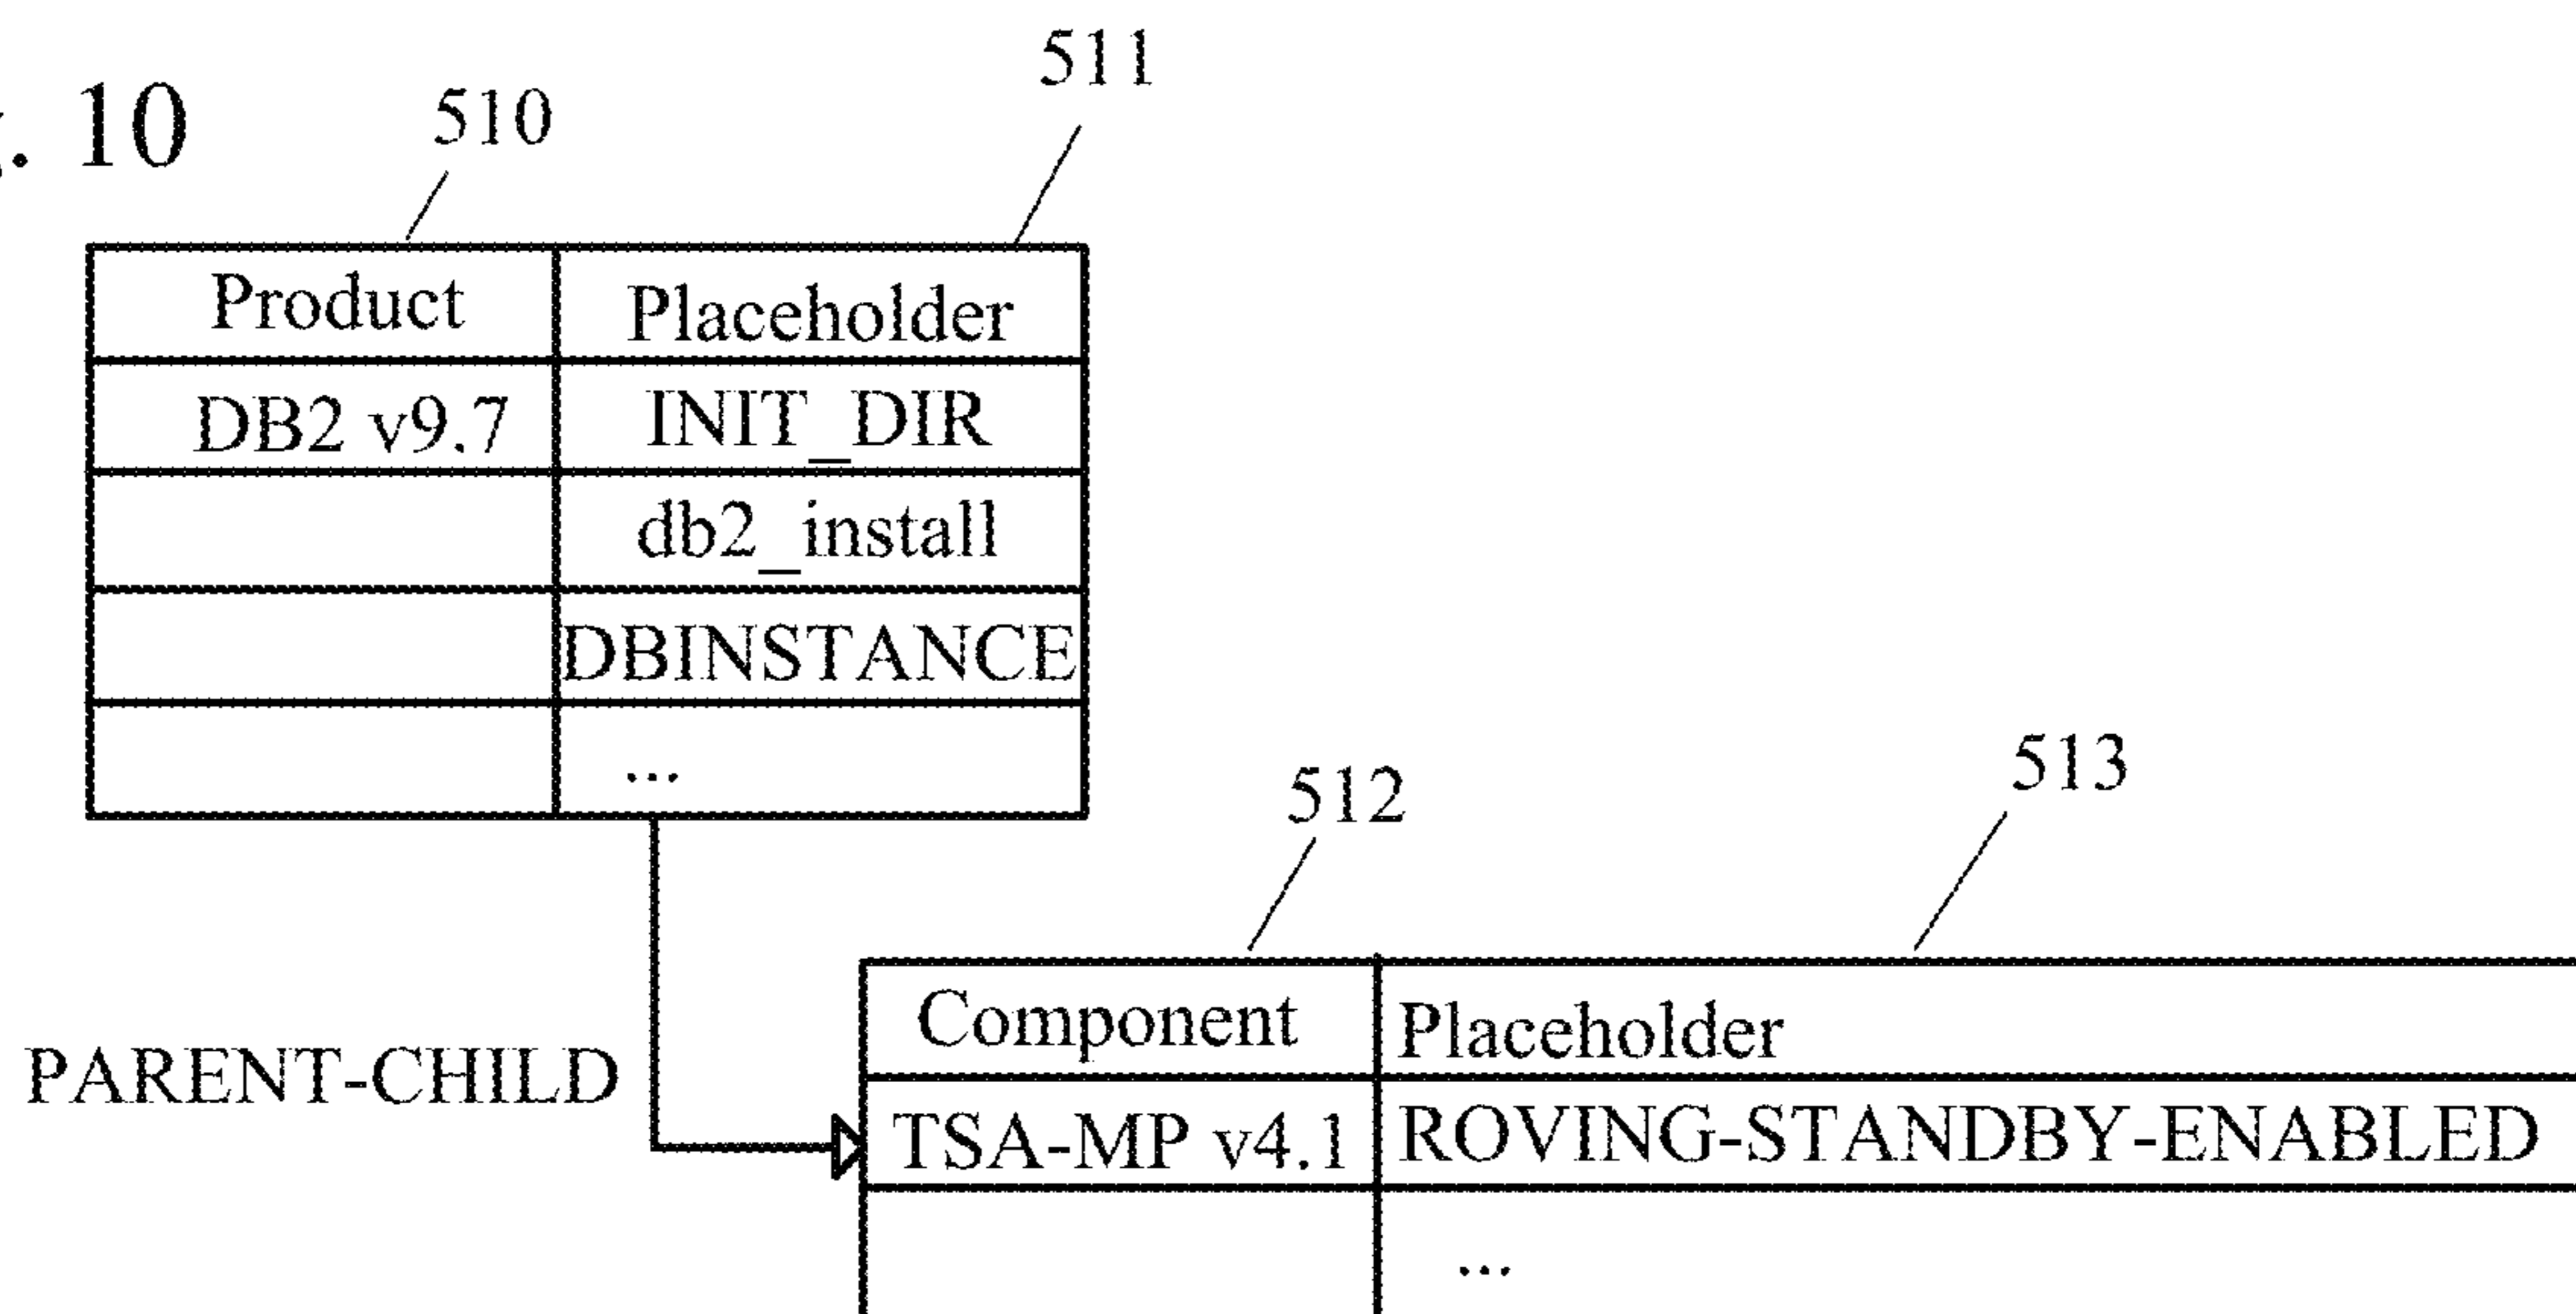 . 10
510
511
Product Placeholder
DB2 v9.7 INIT_DIR
db2_install
DBINSTANCE
...
512
513
Component Placeholder
PARENT-CHILD
TSA-MP v4.1 ROVING-STANDBY-ENABLED
...